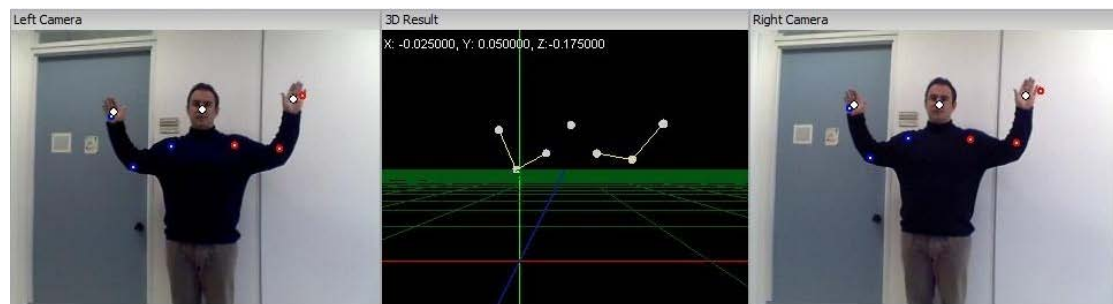 Left Camera
3D Result
Right Camera
X: -0.025000, Y: 0.050000, Z:-0.175000